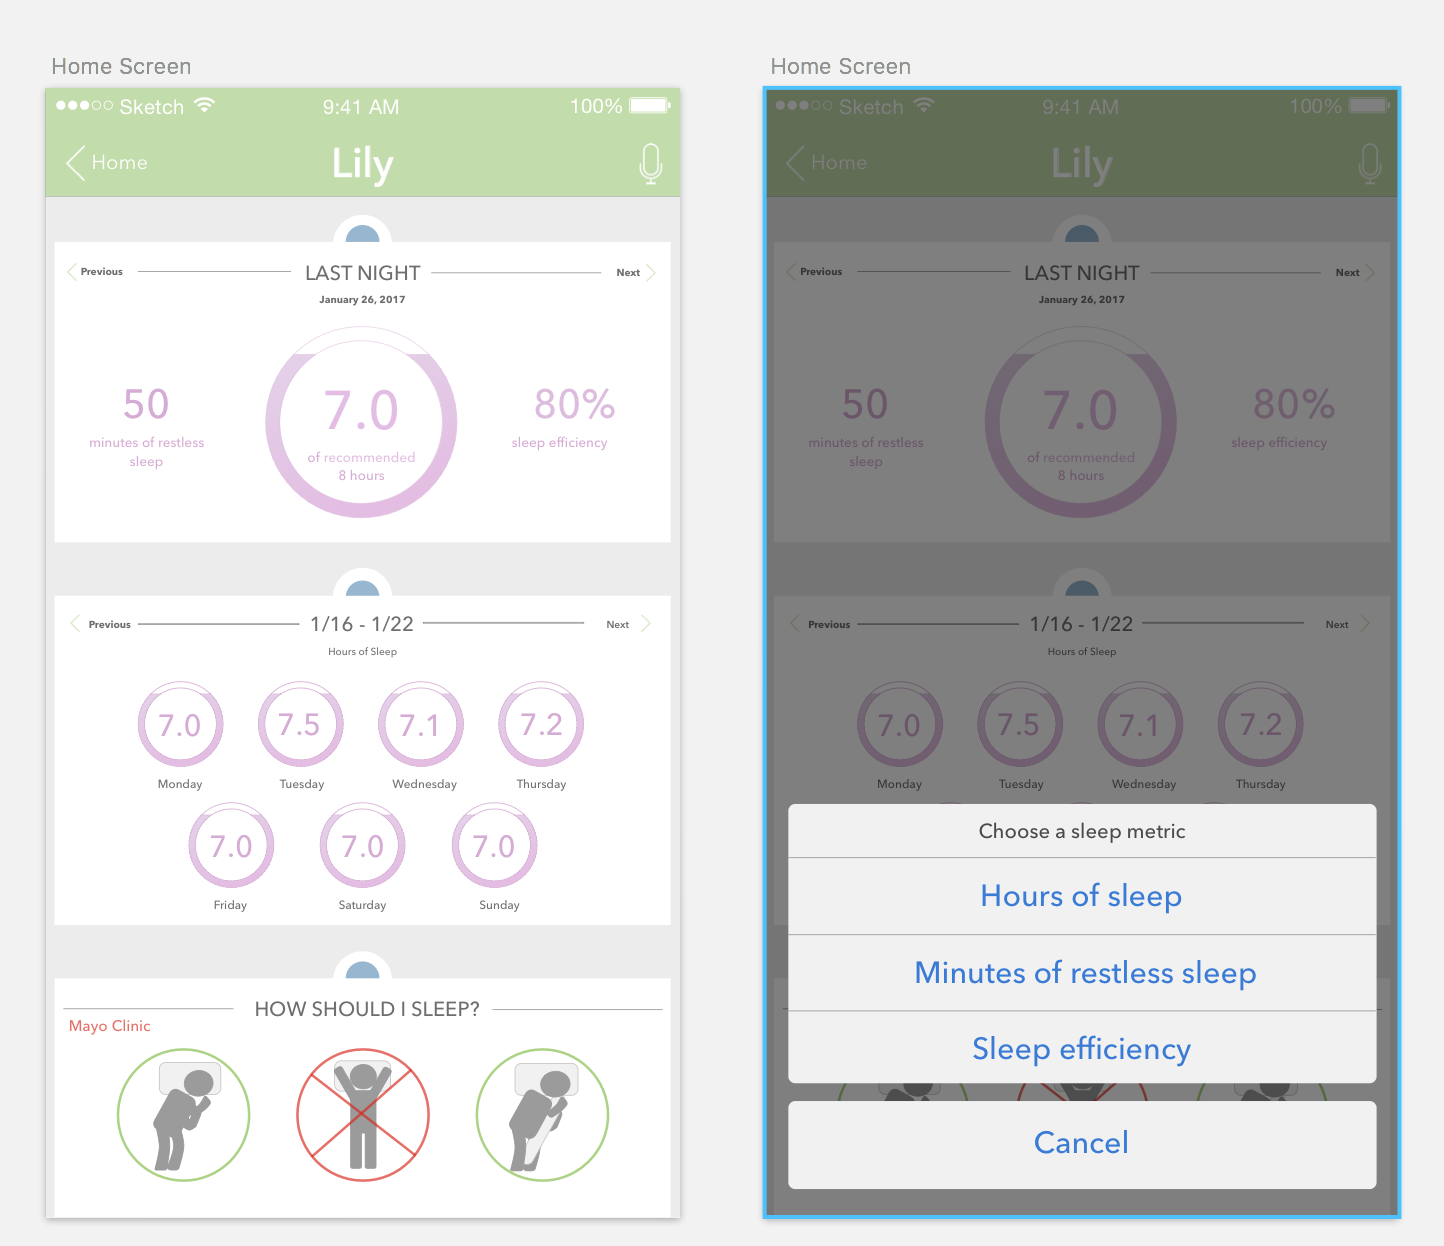 Home Screen
Sketch 9:41 AM 100%
Home Lily
Previous LAST NIGHT Next
January 26, 2017
50
minutes of restless
sleep
7.0
of recommended
8 hours
80%
sleep efficiency
Previous 1/16 - 1/22 Next
Hours of Sleep
7.0 7.5 7.1 7.2
Monday Tuesday Wednesday Thursday
7.0 7.0 7.0
Friday Saturday Sunday
HOW SHOULD I SLEEP?
Mayo Clinic
Home Screen
Sketch 9:41 AM 100%
Home Lily
Previous LAST NIGHT Next
January 26, 2017
50
minutes of restless
sleep
7.0
of recommended
8 hours
80%
sleep efficiency
Previous 1/16 - 1/22 Next
Hours of Sleep
7.0 7.5 7.1 7.2
Monday Tuesday Wednesday Thursday
Choose a sleep metric
Hours of sleep
Minutes of restless sleep
Sleep efficiency
Cancel